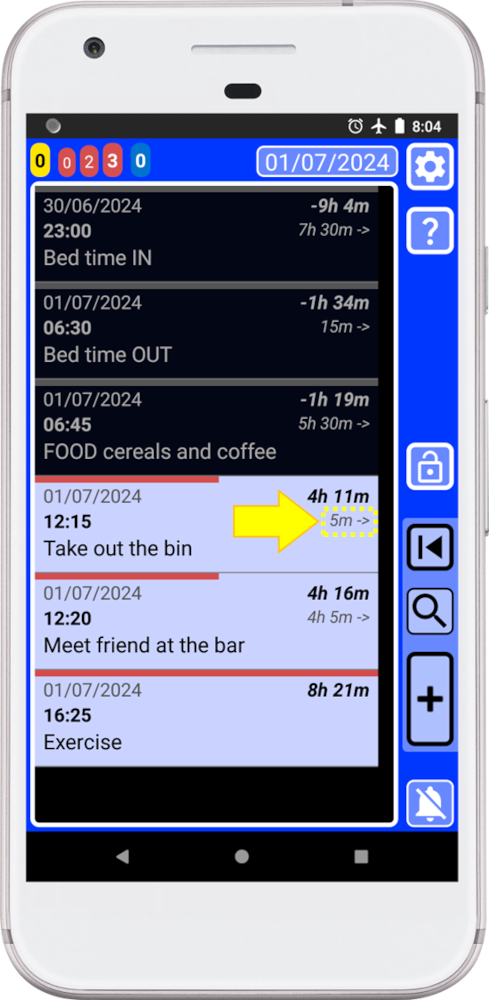 8:04
0 0 2 3 0 01/07/2024
?
30/06/2024 -9h 4m
23:00 7h 30m ->
Bed time IN
01/07/2024 -1h 34m
06:30 15m ->
Bed time OUT
01/07/2024 -1h 19m
06:45 5h 30m ->
FOOD cereals and coffee
01/07/2024 4h 11m
12:15 5m ->
Take out the bin
01/07/2024 4h 16m
12:20 4h 5m ->
Meet friend at the bar
01/07/2024 8h 21m
16:25
Exercise
+